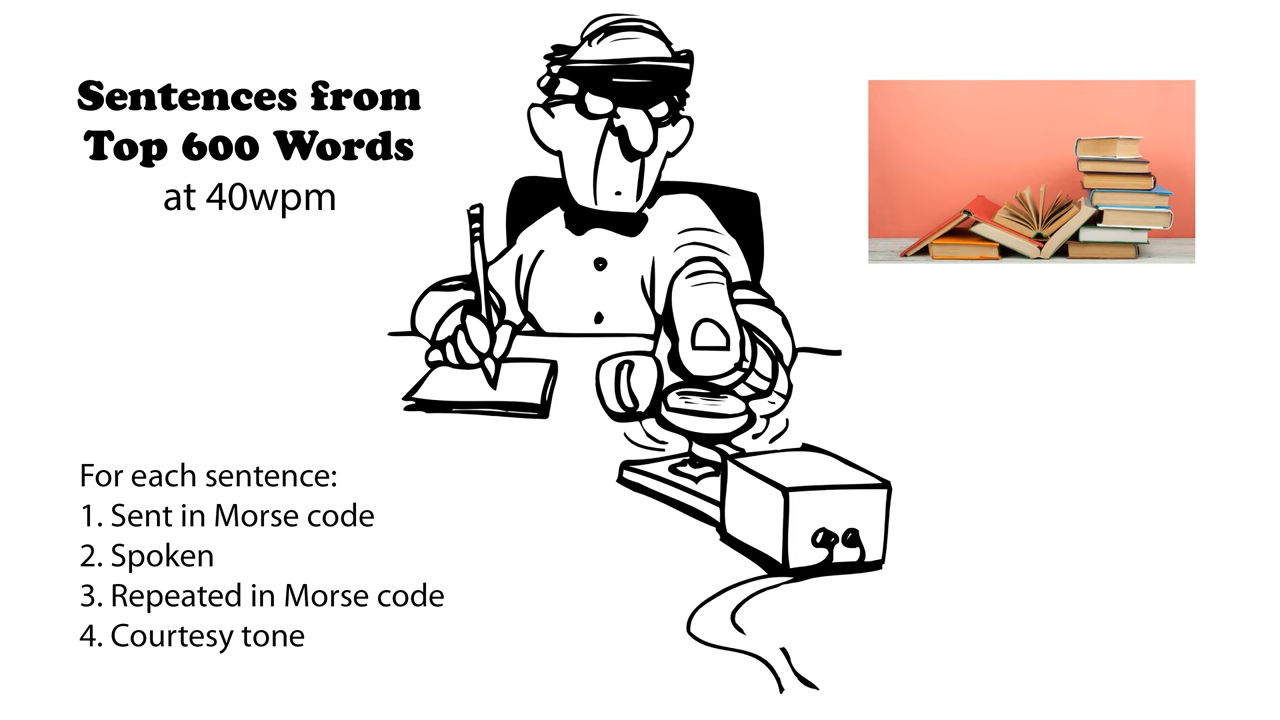 Sentences from
Top 600 Words
at 40wpm
For each sentence:
1. Sent in Morse code
2. Spoken
3. Repeated in Morse code
4. Courtesy tone